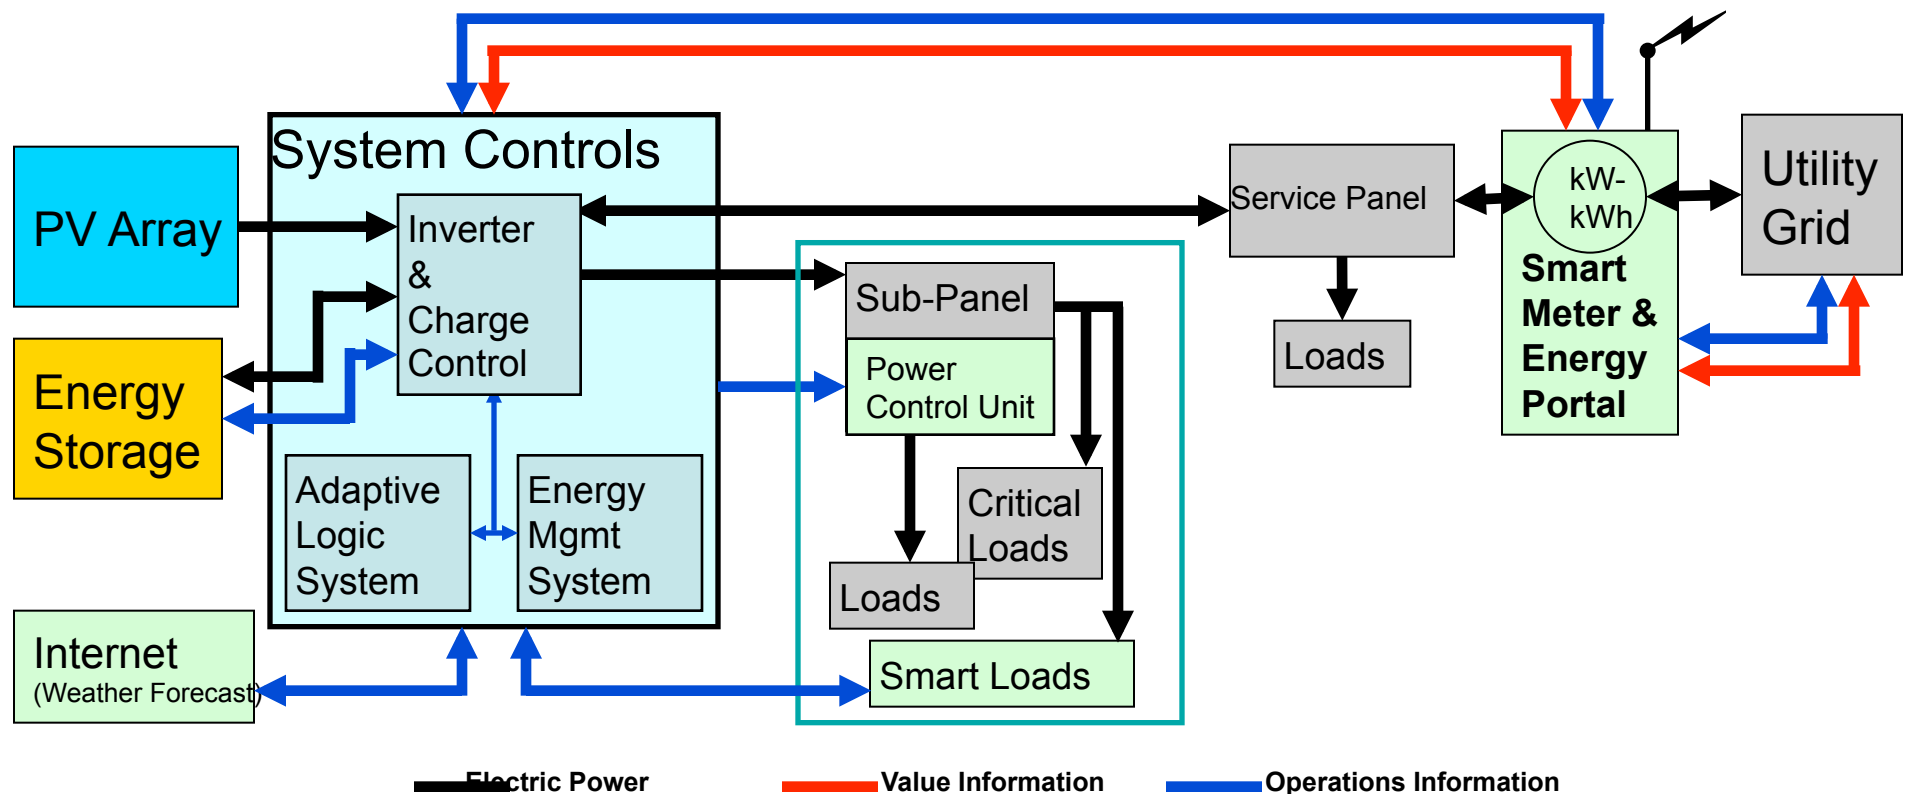 System Controls
PV Array
Inverter
&
Charge
Control
Service Panel
kW-
kWh
Utility
Grid
Smart
Meter &
Energy
Portal
Sub-Panel
Loads
Power
Control Unit
Energy
Storage
Adaptive
Logic
System
Energy
Mgmt
System
Critical
Loads
Loads
Smart Loads
Internet
(Weather Forecast)
Electric Power
Value Information
Operations Information